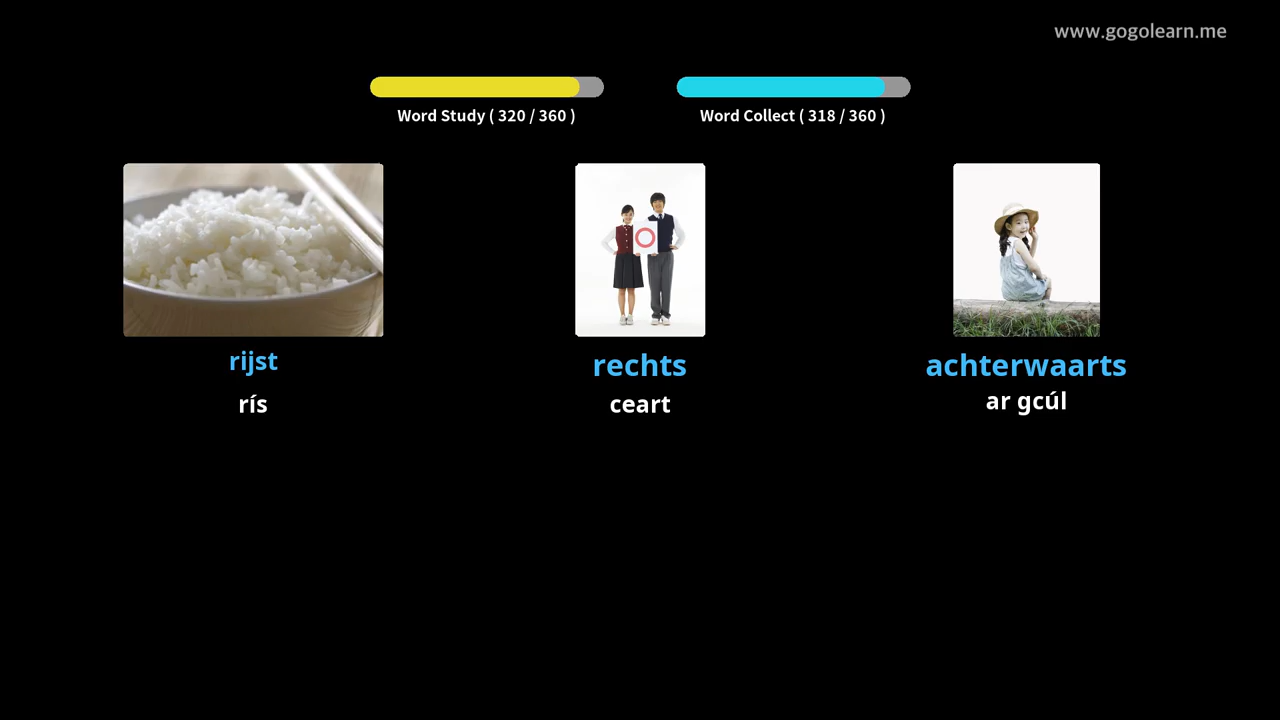 www.gogolearn.me
Word Study ( 320 / 360 )
Word Collect ( 318 / 360 )
rijst
rís
rechts
ceart
achterwaarts
ar gcúl